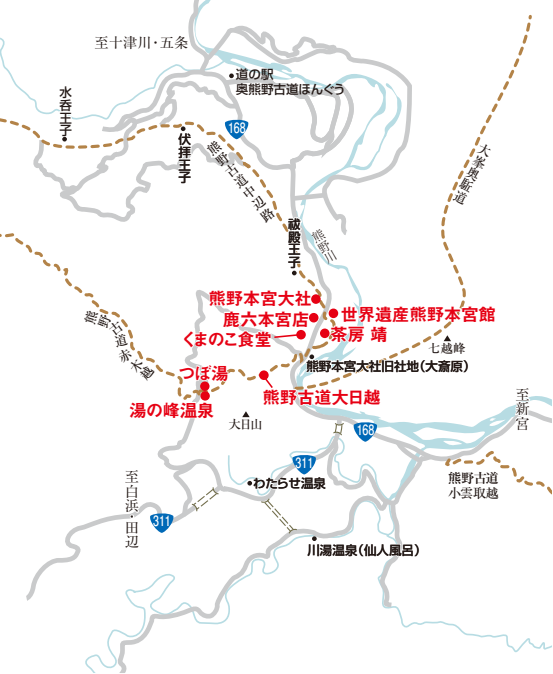 至十津川・五条
道の駅
奥熊野古道ほんぐう
水呑王子
伏拝王子
168
熊野古道中辺路
大峯奥駈道
祓殿王子
熊野川
熊野本宮大社
鹿六本宮店
くまのこ食堂
世界遺産熊野本宮館
茶房 靖
七越峰
熊野古道赤木越
熊野本宮大社旧社地(大斎原)
つぼ湯
湯の峰温泉
熊野古道大日越
大日山
至新宮
168
311
わたらせ温泉
熊野古道
小雲取越
至白浜・田辺
311
川湯温泉(仙人風呂)